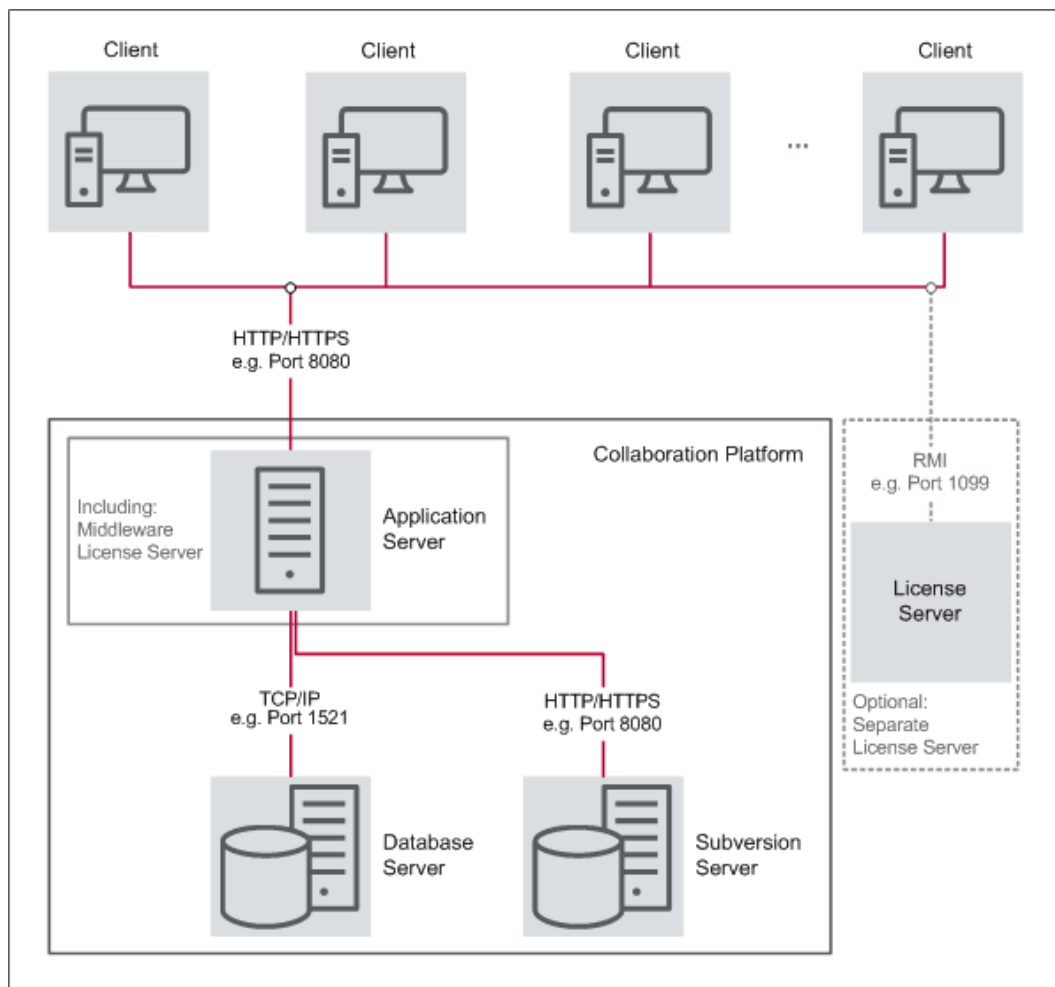 Client
Client
Client
Client
...
HTTP/HTTPS
e.g. Port 8080
Collaboration Platform
Including:
Middleware
License Server
Application
Server
RMI
e.g. Port 1099
License
Server
Optional:
Separate
License Server
TCP/IP
e.g. Port 1521
HTTP/HTTPS
e.g. Port 8080
Database
Server
Subversion
Server